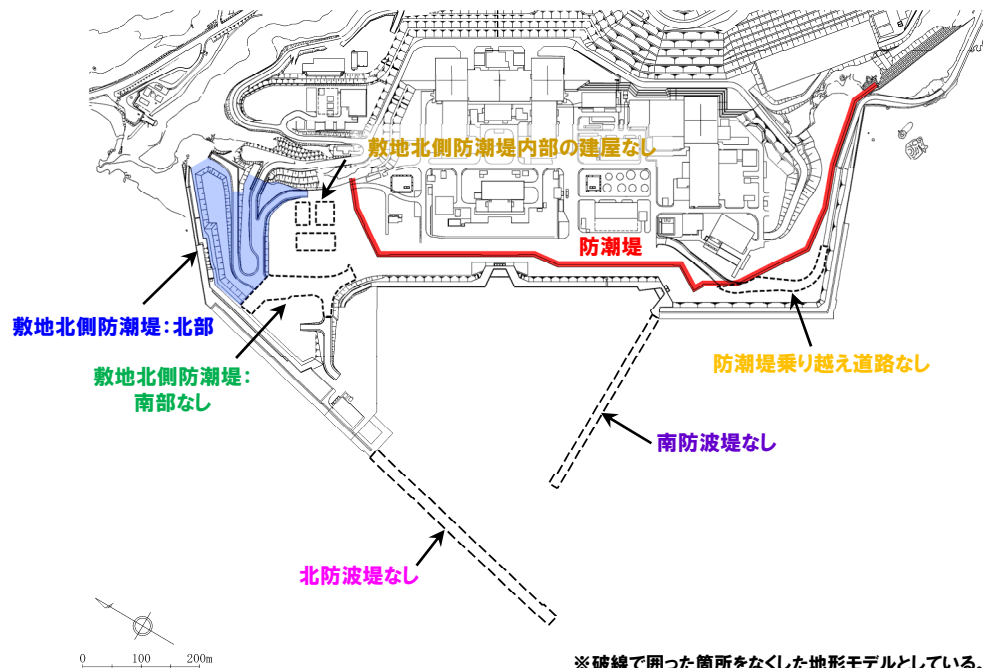 敷地北側防潮堤内部の建屋なし
防潮堤
敷地北側防潮堤：北部
敷地北側防潮堤：
南部なし
防潮堤乗り越え道路なし
南防波堤なし
北防波堤なし
0 100 200m
※破線で囲った箇所をなくした地形モデルとしている。